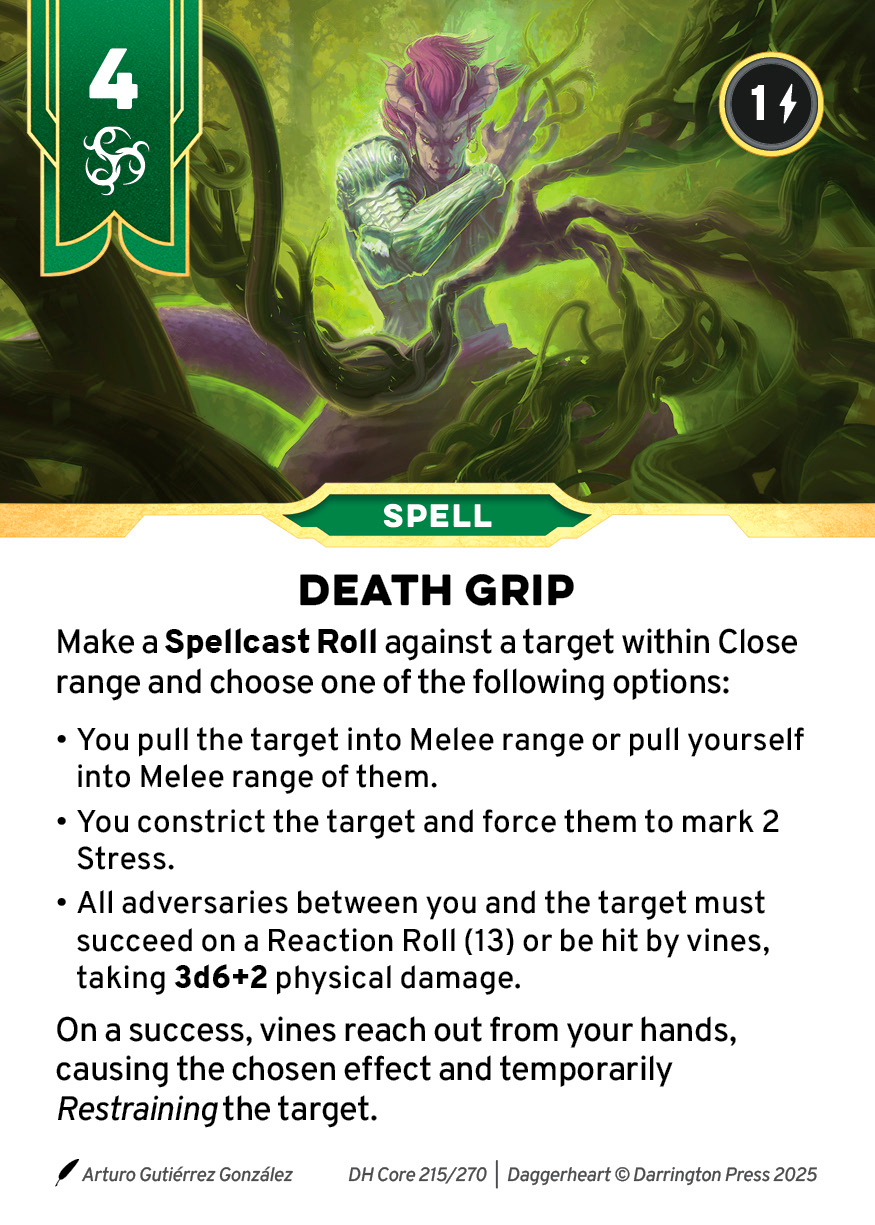 4
1
SPELL
DEATH GRIP
Make a Spellcast Roll against a target within Close
range and choose one of the following options:
• You pull the target into Melee range or pull yourself
into Melee range of them.
• You constrict the target and force them to mark 2
Stress.
• All adversaries between you and the target must
succeed on a Reaction Roll (13) or be hit by vines,
taking 3d6+2 physical damage.
On a success, vines reach out from your hands,
causing the chosen effect and temporarily
Restraining the target.
Arturo Gutiérrez González DH Core 215/270 | Daggerheart © Darrington Press 2025